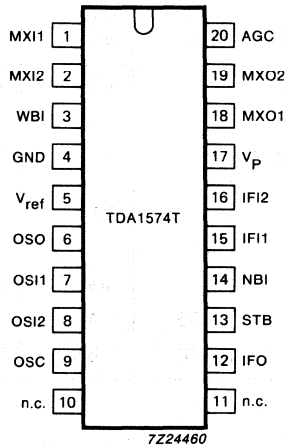 MXI1 1 20 AGC
MXI2 2 19 MXO2
WBI 3 18 MXO1
GND 4 17 Vp
Vref 5 16 IFI2
TDA1574T
OSO 6 15 IFI1
OSI1 7 14 NBI
OSI2 8 13 STB
OSC 9 12 IFO
n.c. 10 11 n.c.
7Z24460